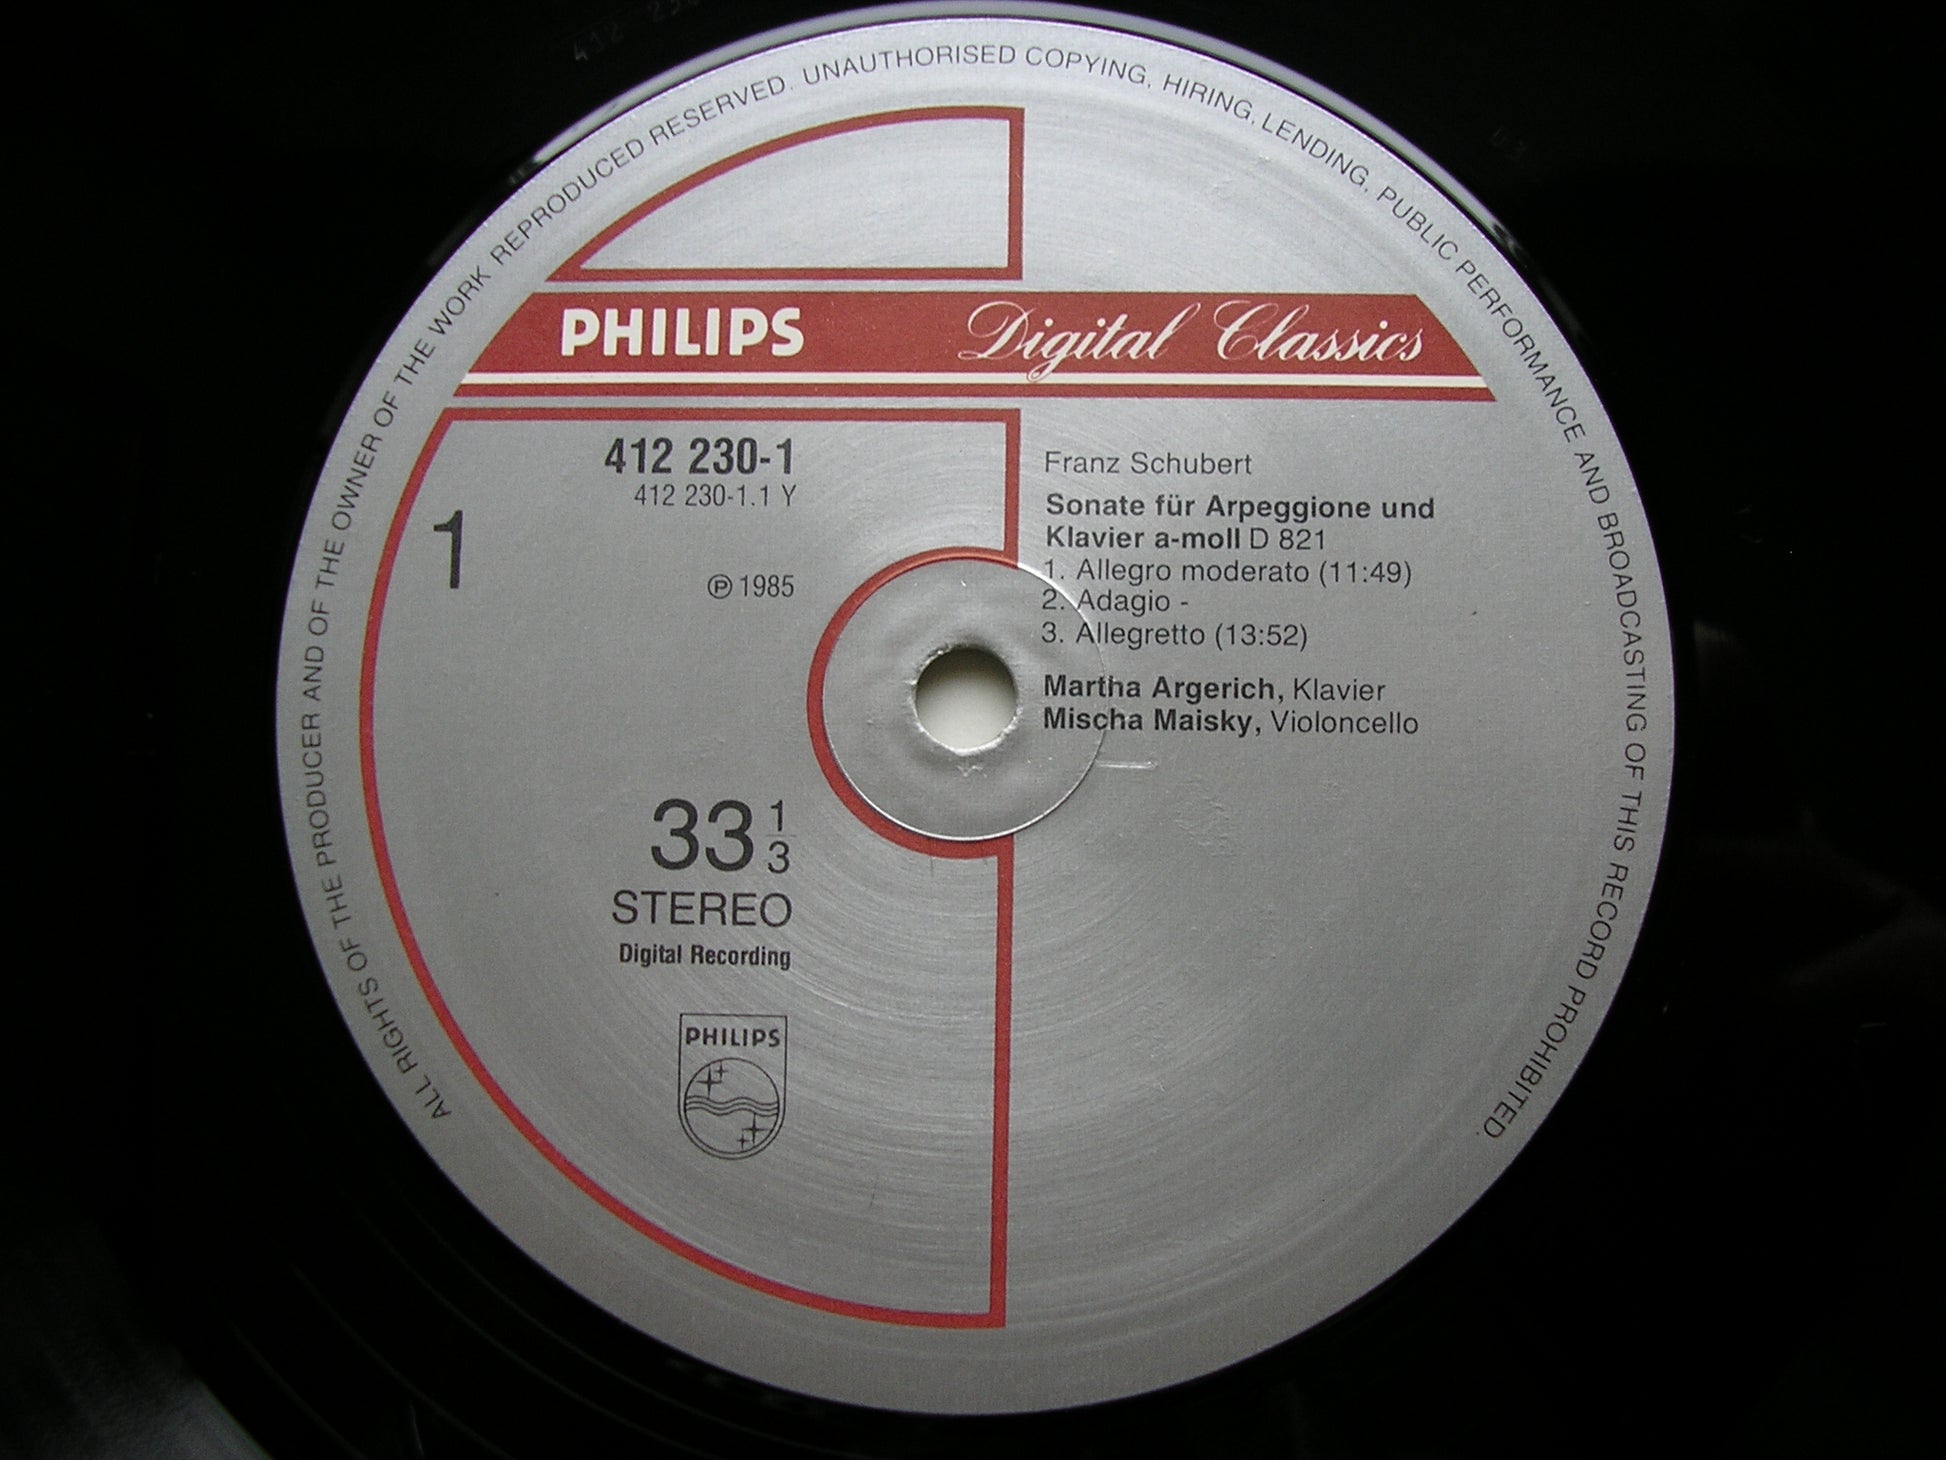 ALL RIGHTS OF THE PRODUCER AND OF THE OWNER OF THE WORK REPRODUCED RESERVED. UNAUTHORISED COPYING, HIRING, LENDING, PUBLIC PERFORMANCE AND BROADCASTING OF THIS RECORD PROHIBITED.
PHILIPS Digital Classics
412 230-1
412 230-1.1 Y
1
℗ 1985
Franz Schubert
Sonate für Arpeggione und
Klavier a-moll D 821
1. Allegro moderato (11:49)
2. Adagio -
3. Allegretto (13:52)
Martha Argerich, Klavier
Mischa Maisky, Violoncello
33 1/3
STEREO
Digital Recording
PHILIPS